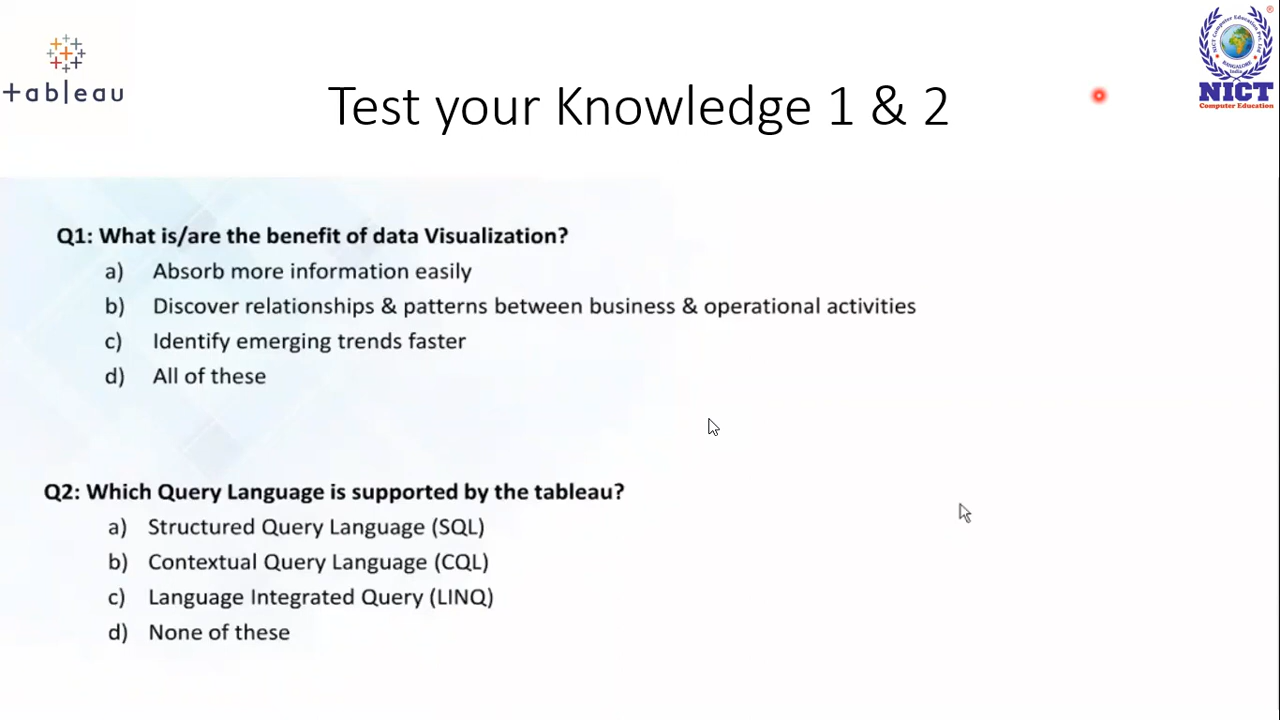 +ableau
Test your Knowledge 1 & 2
NICT
Computer Education
Q1: What is/are the benefit of data Visualization?
a) Absorb more information easily
b) Discover relationships & patterns between business & operational activities
c) Identify emerging trends faster
d) All of these
Q2: Which Query Language is supported by the tableau?
a) Structured Query Language (SQL)
b) Contextual Query Language (CQL)
c) Language Integrated Query (LINQ)
d) None of these